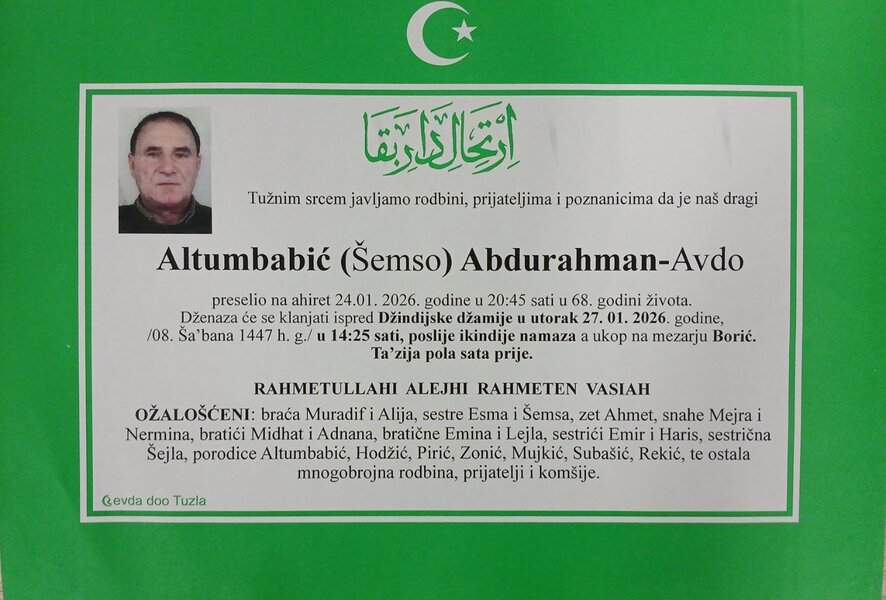 اِرْتِحَالِ دَارِ بَقَا
Tužnim srcem javljamo rodbini, prijateljima i poznanicima da je naš dragi
Altumbabić (Šemso) Abdurahman-Avdo
preselio na ahiret 24.01. 2026. godine u 20:45 sati u 68. godini života.
Dženaza će se klanjati ispred Džindijske džamije u utorak 27. 01. 2026. godine,
/08. Ša'bana 1447 h. g./ u 14:25 sati, poslije ikindije namaza a ukop na mezarju Borić.
Ta'zija pola sata prije.
RAHMETULLAHI ALEJHI RAHMETEN VASIAH
OŽALOŠĆENI: braća Muradif i Alija, sestre Esma i Šemsa, zet Ahmet, snahe Mejra i
Nermina, bratići Midhat i Adnana, bratične Emina i Lejla, sestrići Emir i Haris, sestrična
Šejla, porodice Altumbabić, Hodžić, Pirić, Zonić, Mujkić, Subašić, Rekić, te ostala
mnogobrojna rodbina, prijatelji i komšije.
evda doo Tuzla